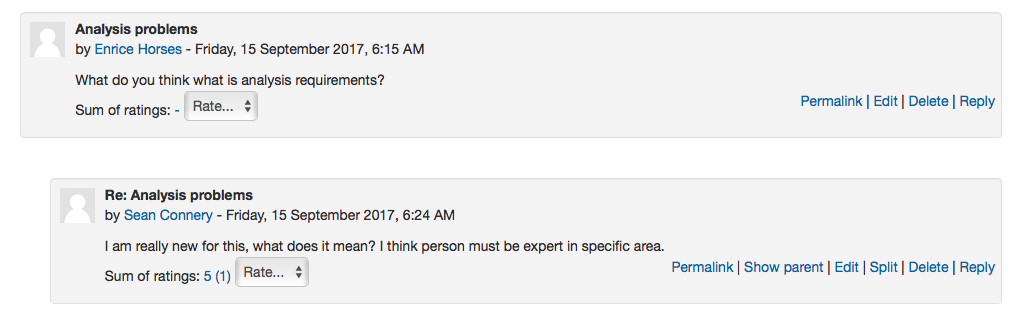 Analysis problems
by Enrice Horses - Friday, 15 September 2017, 6:15 AM
What do you think what is analysis requirements?
Sum of ratings: - Rate...
Permalink | Edit | Delete | Reply
Re: Analysis problems
by Sean Connery - Friday, 15 September 2017, 6:24 AM
I am really new for this, what does it mean? I think person must be expert in specific area.
Sum of ratings: 5 (1) Rate...
Permalink | Show parent | Edit | Split | Delete | Reply